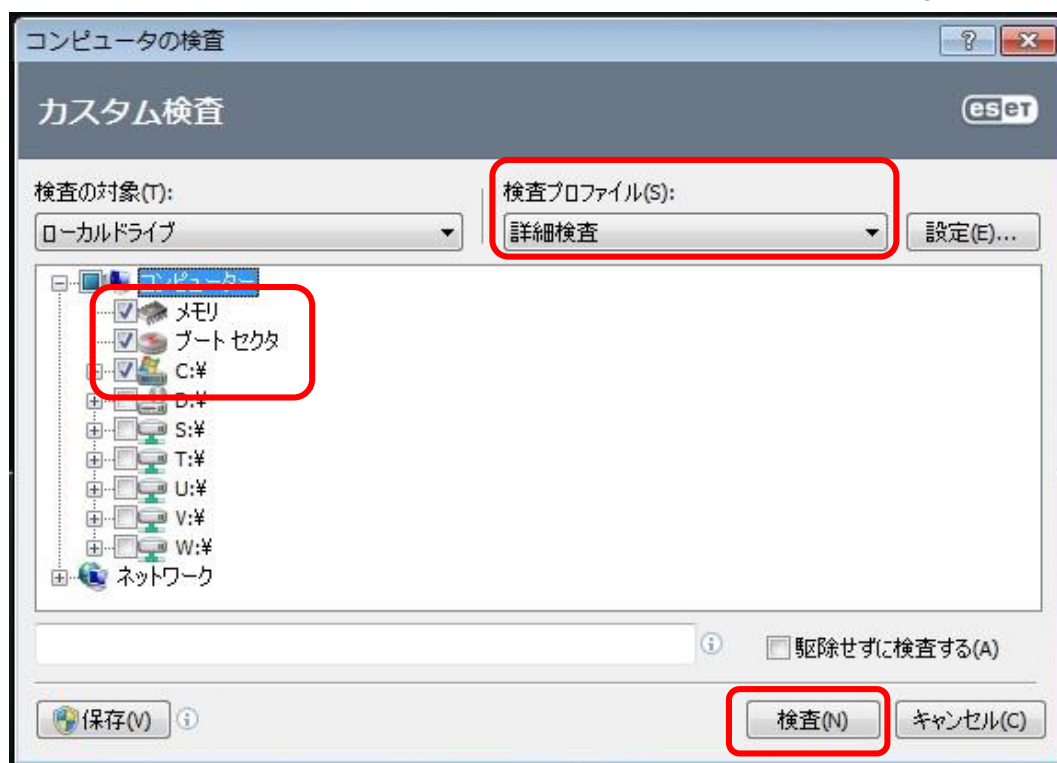 コンピュータの検査
カスタム検査
eseT
検査の対象(T):
検査プロファイル(S):
ローカルドライブ
詳細検査
設定(E)...
コンピューター
メモリ
ブート セクタ
C:¥
D:¥
S:¥
T:¥
U:¥
V:¥
W:¥
ネットワーク
駆除せずに検査する(A)
保存(V)
検査(N)
キャンセル(C)